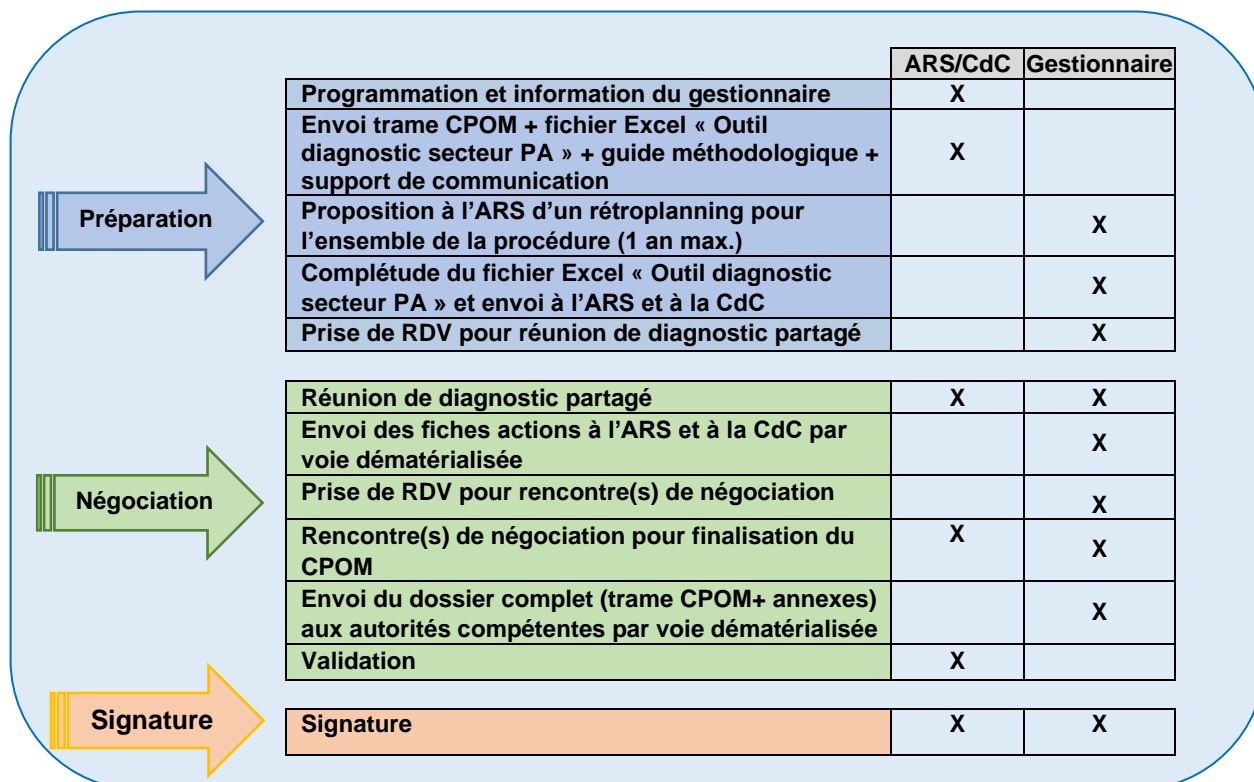 ARS/CdC Gestionnaire
Programmation et information du gestionnaire X
Envoi trame CPOM + fichier Excel « Outil
diagnostic secteur PA » + guide méthodologique + X
support de communication
Préparation
Proposition à l'ARS d'un rétroplanning pour
l'ensemble de la procédure (1 an max.) X
Complétude du fichier Excel « Outil diagnostic
secteur PA » et envoi à l'ARS et à la CdC X
Prise de RDV pour réunion de diagnostic partagé X
Réunion de diagnostic partagé X X
Envoi des fiches actions à l'ARS et à la CdC par
voie dématérialisée X
Négociation
Prise de RDV pour rencontre(s) de négociation X
Rencontre(s) de négociation pour finalisation du X X
CPOM
Envoi du dossier complet (trame CPOM+ annexes)
aux autorités compétentes par voie dématérialisée X
Validation X
Signature
Signature X X